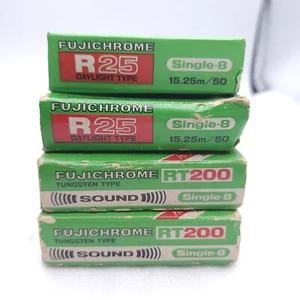 FUJICHROME
R25 Single-8
DAYLIGHT TYPE 15.25m/50
FUJICHROME
R25 Single-8
DAYLIGHT TYPE 15.25m/50
FUJICHROME RT200
TUNGSTEN TYPE
SOUND Single-8
FUJICHROME RT200
TUNGSTEN TYPE
SOUND Single-8